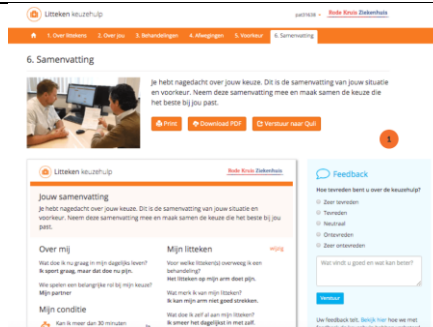 Litteken keuzehulp
patrick6
Rode Kruis Ziekenhuis
1. Over littekens 2. Over jou 3. Behandelingen 4. Afwegingen 5. Voorkeur 6. Samenvatting
6. Samenvatting
Je hebt nagedacht over jouw keuze. Dit is de samenvatting van jouw situatie
en voorkeur. Neem deze samenvatting mee en maak samen de keuze die
het beste bij jou past.
Print Download PDF Verstuur naar Quli
1
Litteken keuzehulp
Rode Kruis Ziekenhuis
Jouw samenvatting
Je hebt nagedacht over jouw keuze. Dit is de samenvatting van jouw situatie en
voorkeur. Neem deze samenvatting mee en maak samen de keuze die het beste bij jou
past.
Over mij
Wat doe ik nu graag in mijn dagelijks leven?
Ik sport graag, maar dat doe nu pijn.
Wie spelen een belangrijke rol bij mijn keuze?
Mijn partner
Mijn conditie
Kan ik meer dan 30 minuten
Mijn litteken
wijzig
Voor welke litteken(s) overweeg ik een
behandeling?
Het litteken op mijn arm doet pijn.
Wat merk ik van mijn litteken?
Ik kan mijn arm niet goed strekken.
Wat doe ik zelf al aan mijn litteken?
Ik smeer het dagelijkst in met zalf.
Feedback
Hoe tevreden bent u over de keuzehulp?
Zeer tevreden
Tevreden
Neutraal
Ontevreden
Zeer ontevreden
Wat vindt u goed en wat kan beter?
Verstuur
Uw feedback telt. Bekijk hier hoe we met